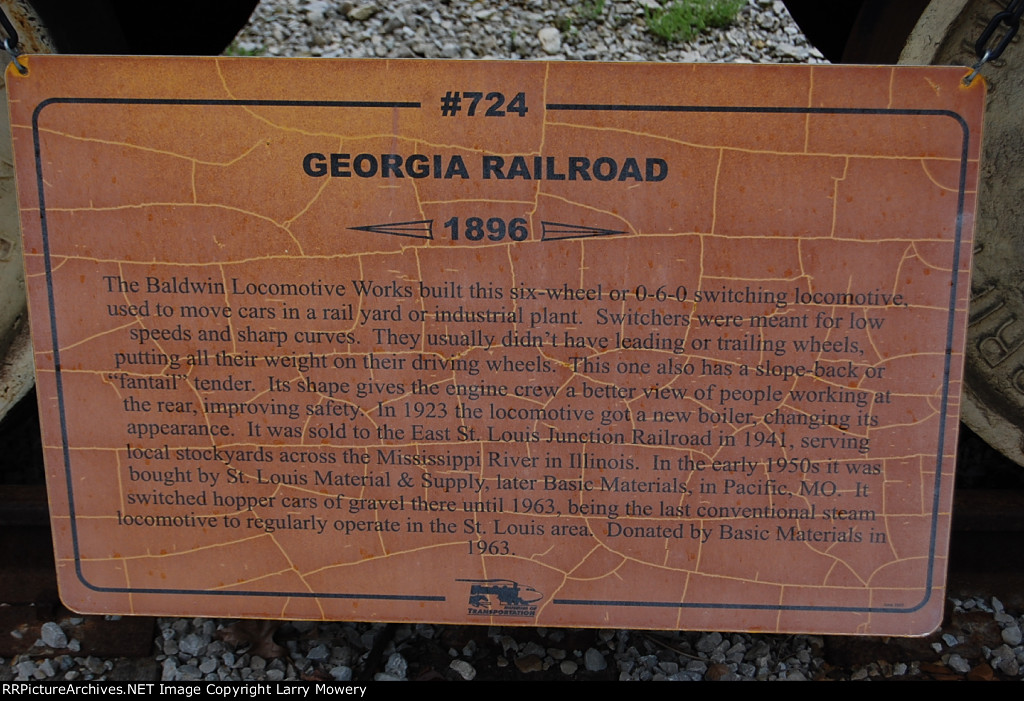 #724
GEORGIA RAILROAD
1896
The Baldwin Locomotive Works built this six-wheel or 0-6-0 switching locomotive,
used to move cars in a rail yard or industrial plant. Switchers were meant for low
speeds and sharp curves. They usually didn't have leading or trailing wheels,
putting all their weight on their driving wheels. This one also has a slope-back or
“fantail” tender. Its shape gives the engine crew a better view of people working at
the rear, improving safety. In 1923 the locomotive got a new boiler, changing its
appearance. It was sold to the East St. Louis Junction Railroad in 1941, serving
local stockyards across the Mississippi River in Illinois. In the early 1950s it was
bought by St. Louis Material & Supply, later Basic Materials, in Pacific, MO. It
switched hopper cars of gravel there until 1963, being the last conventional steam
locomotive to regularly operate in the St. Louis area. Donated by Basic Materials in
1963.
MUSEUM OF
TRANSPORTATION
RRPictureArchives.NET Image Copyright Larry Mowery